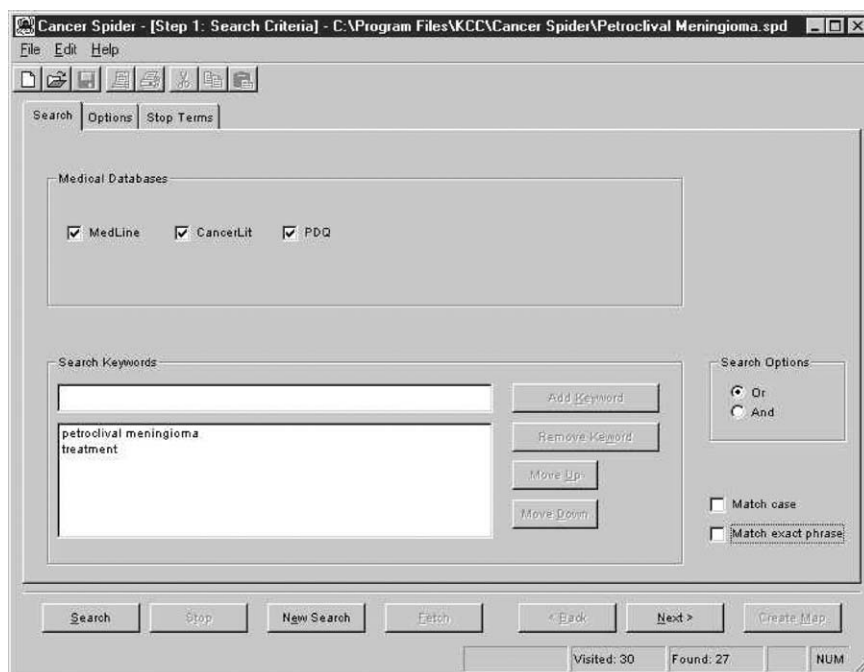 Cancer Spider - [Step 1: Search Criteria] - C:\Program Files\KCC\Cancer Spider\Petroclival Meningioma.spd
File Edit Help
Search Options Stop Terms
Medical Databases
MedLine CancerLit PDQ
Search Keywords
Add Keyword
petroclival meningioma
treatment
Remove Keword
Move Up
Move Down
Search Options
Or
And
Match case
Match exact phrase
Search Stop New Search Fetch < Back Next > Create Map
Visited: 30 Found: 27 NUM